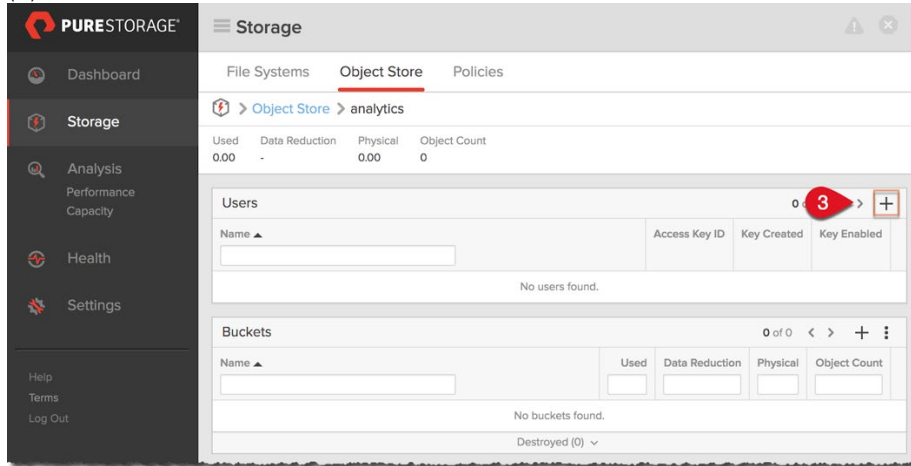 PURESTORAGE®
Storage
Dashboard
Storage
Analysis
Performance
Capacity
Health
Settings
Help
Terms
Log Out
File Systems Object Store Policies
> Object Store > analytics
Used Data Reduction Physical Object Count
0.00 - 0.00 0
Users 0 3 > +
Name ▲ Access Key ID Key Created Key Enabled
No users found.
Buckets 0 of 0 < > +
Name ▲ Used Data Reduction Physical Object Count
No buckets found.
Destroyed (0)